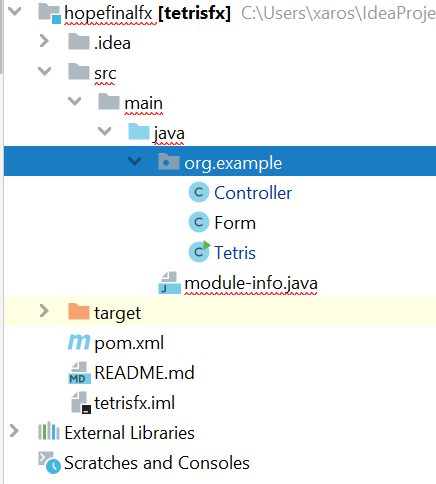 hopefinalfx [tetrisfx] C:\Users\xaros\IdeaProje
.idea
src
main
java
org.example
C Controller
C Form
C Tetris
J module-info.java
target
m pom.xml
MD README.md
tetrisfx.iml
External Libraries
Scratches and Consoles